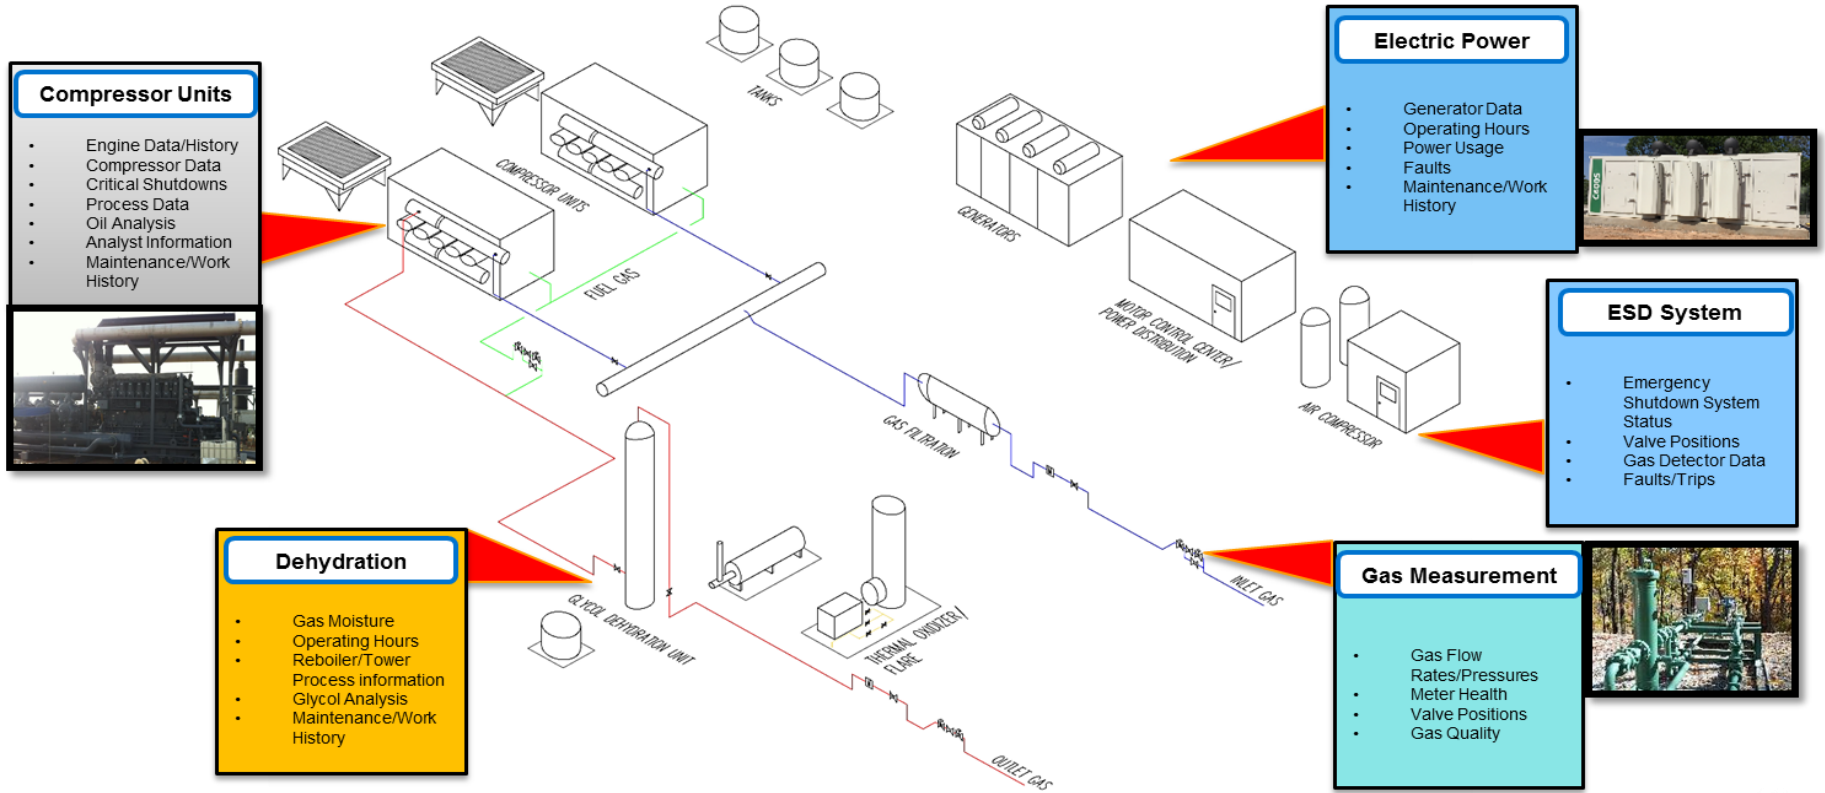 Compressor Units
• Engine Data/History
• Compressor Data
• Critical Shutdowns
• Process Data
• Oil Analysis
• Analyst Information
• Maintenance/Work
History
TANKS
COMPRESSOR UNITS
FUEL GAS
GENERATORS
MOTOR CONTROL CENTER/
POWER DISTRIBUTION
AIR COMPRESSOR
GAS FILTRATION
INLET GAS
GLYCOL DEHYDRATION UNIT
THERMAL OXIDIZER/
FLARE
OUTLET GAS
Electric Power
• Generator Data
• Operating Hours
• Power Usage
• Faults
• Maintenance/Work
History
ESD System
• Emergency
Shutdown System
Status
• Valve Positions
• Gas Detector Data
• Faults/Trips
Dehydration
• Gas Moisture
• Operating Hours
• Reboiler/Tower
Process information
• Glycol Analysis
• Maintenance/Work
History
Gas Measurement
• Gas Flow
Rates/Pressures
• Meter Health
• Valve Positions
• Gas Quality